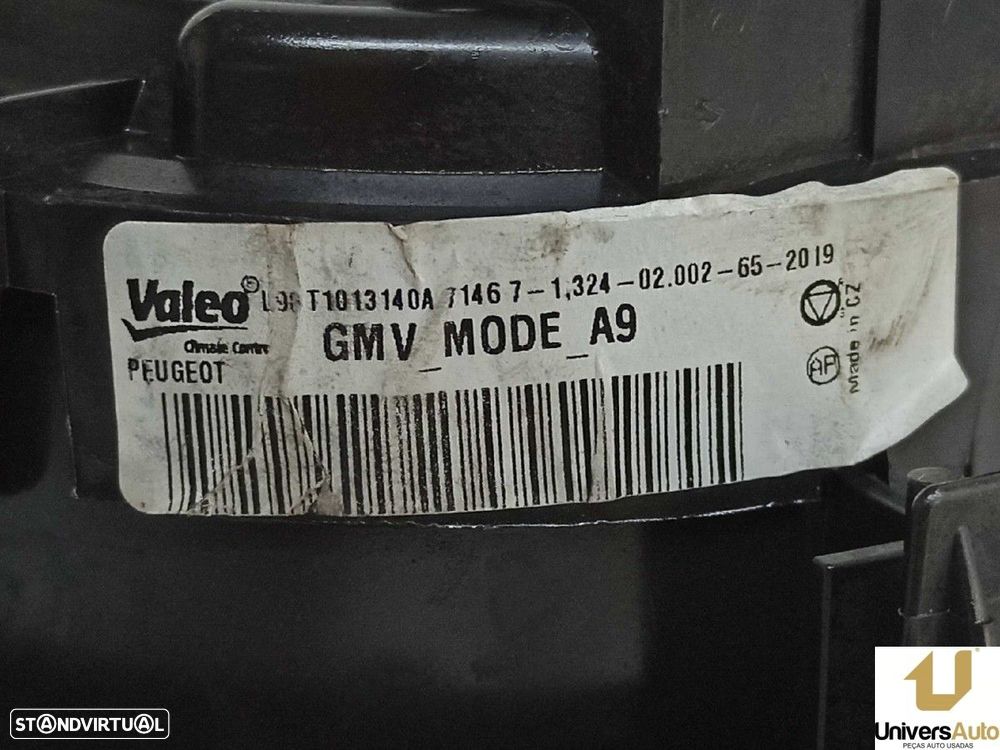 Valeo T1013140A 7146 7-1,324-02.002-65-2019
Climate Control
GMV_MODE_A9
PEUGEOT
AF
Made in CZ
STANDVIRTUAL
UniversAuto
PEÇAS AUTO USADAS